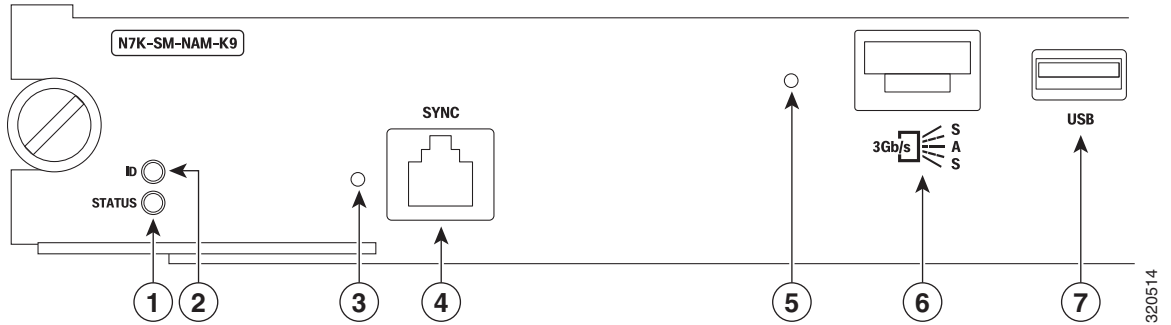 N7K-SM-NAM-K9
SYNC
ID
STATUS
3Gb/s
S
A
S
USB
1
2
3
4
5
6
7
320514